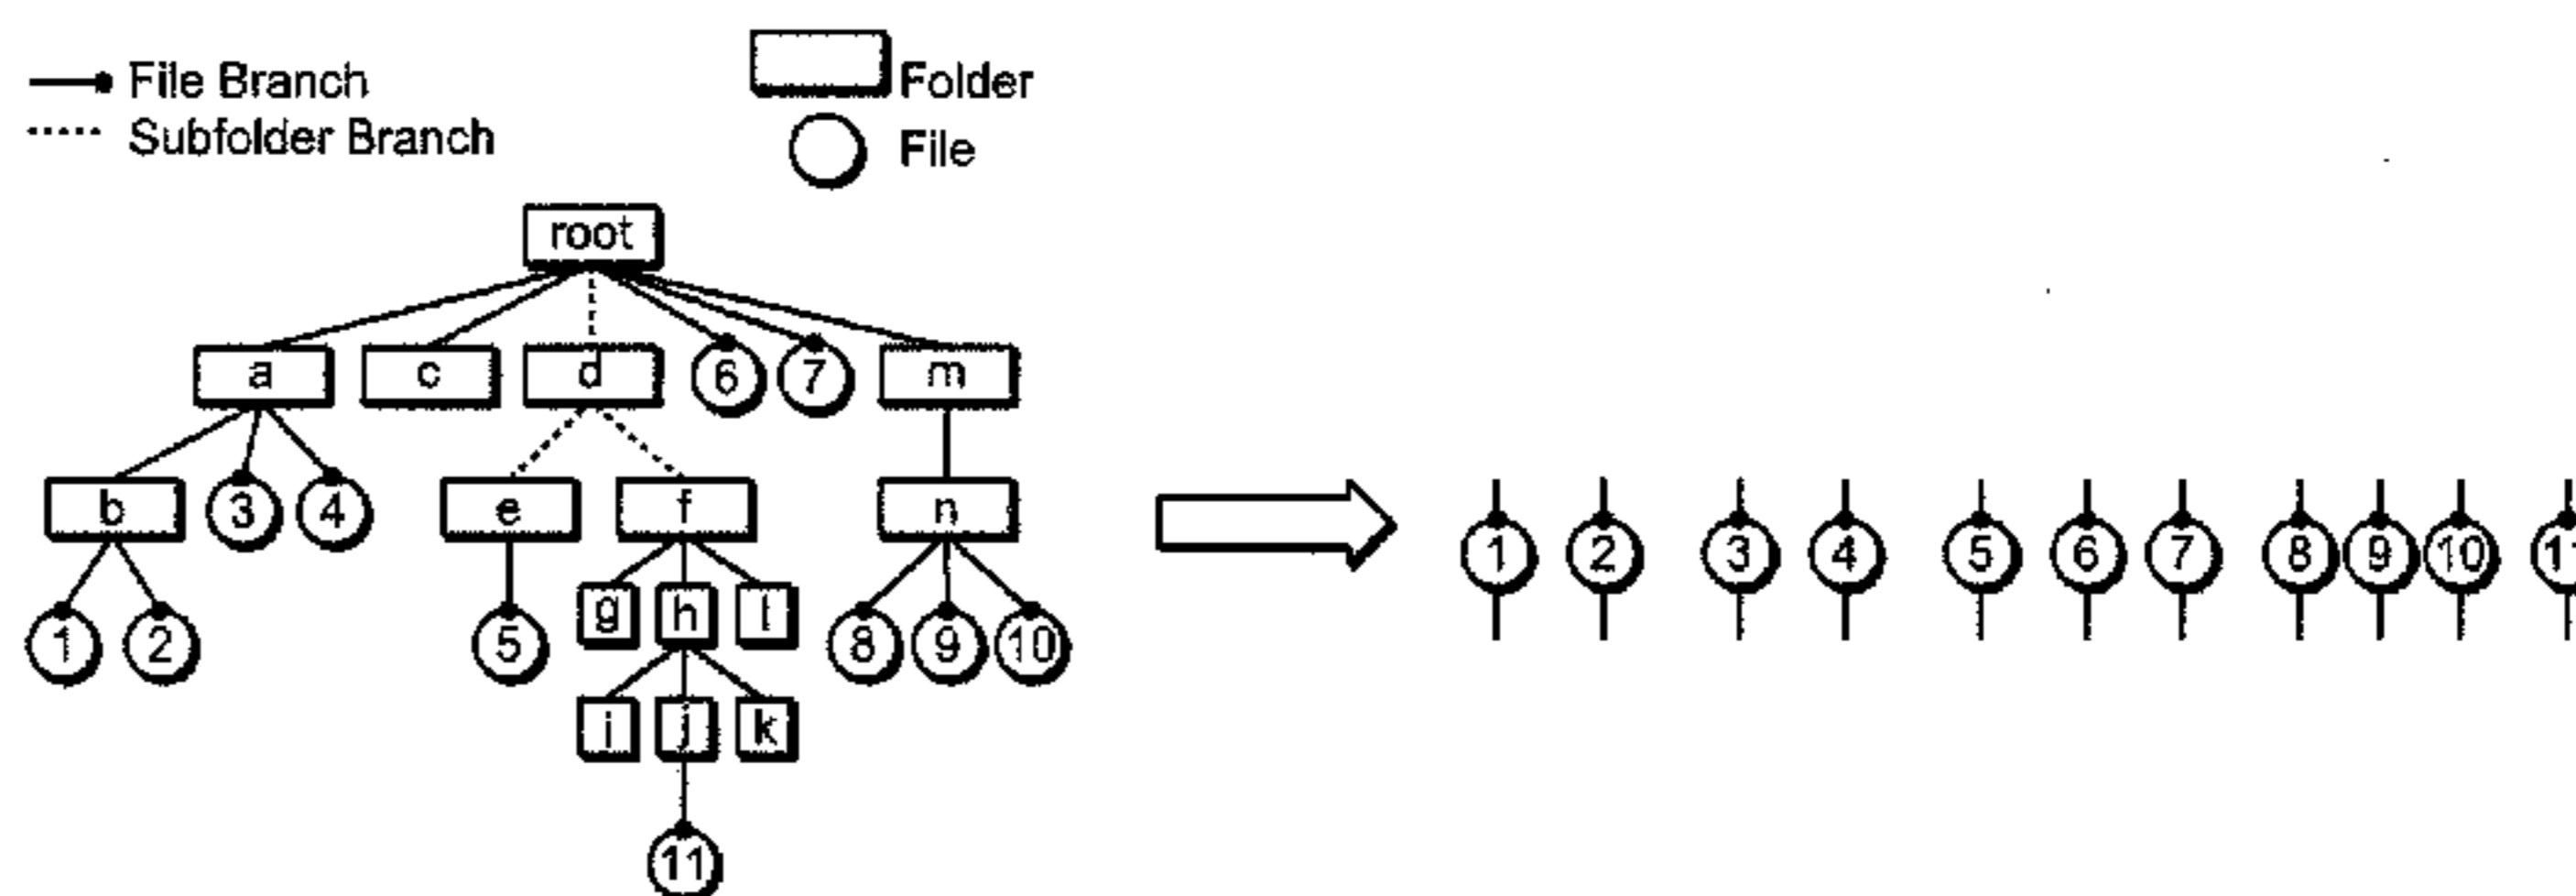 File Branch
Folder
Subfolder Branch
File
root
a c d 6 7 m
b 3 4 e f n
1 2 3 4 5 6 7 8 9 10
g h l
1 2 5 8 9 10
i j k
11